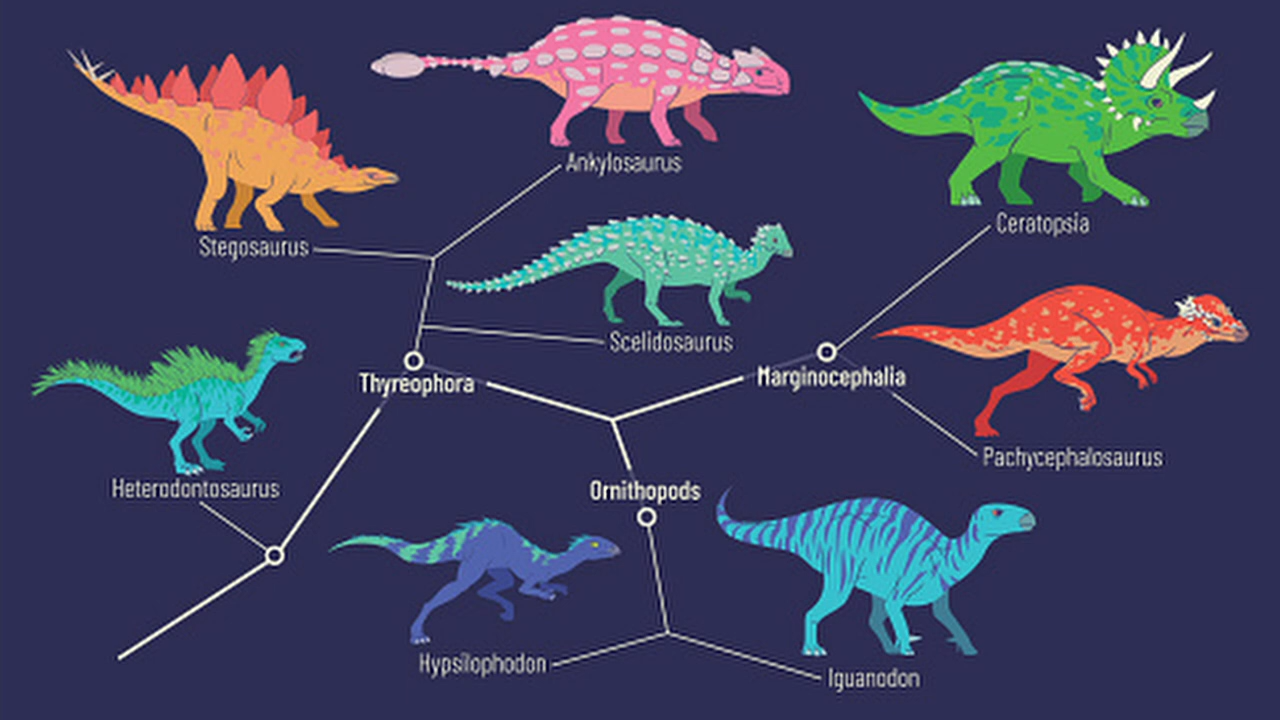 Ankylosaurus
Ceratopsia
Stegosaurus
Scelidosaurus
Thyreophora
Marginocephalia
Pachycephalosaurus
Heterodontosaurus
Ornithopods
Hypsilophodon
Iguanodon